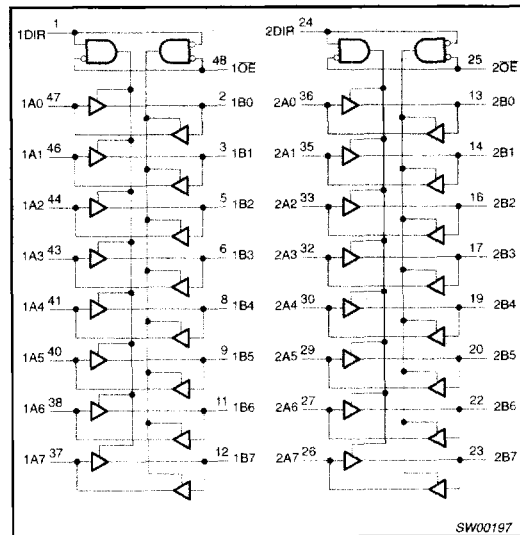 1DIR 1 2DIR 24
48 1OE 25 2OE
1A0 47 2 1B0 2A0 36 13 2B0
1A1 46 3 1B1 2A1 35 14 2B1
1A2 44 5 1B2 2A2 33 16 2B2
1A3 43 6 1B3 2A3 32 17 2B3
1A4 41 8 1B4 2A4 30 19 2B4
1A5 40 9 1B5 2A5 29 20 2B5
1A6 38 11 1B6 2A6 27 22 2B6
1A7 37 12 1B7 2A7 26 23 2B7
SW00197